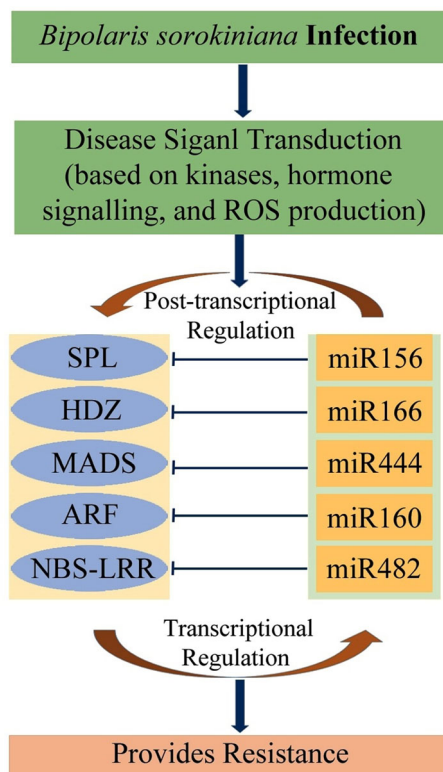 Bipolaris sorokiniana Infection
Disease Siganl Transduction
(based on kinases, hormone
signalling, and ROS production)
Post-transcriptional
Regulation
SPL
miR156
HDZ
miR166
MADS
miR444
ARF
miR160
NBS-LRR
miR482
Transcriptional
Regulation
Provides Resistance